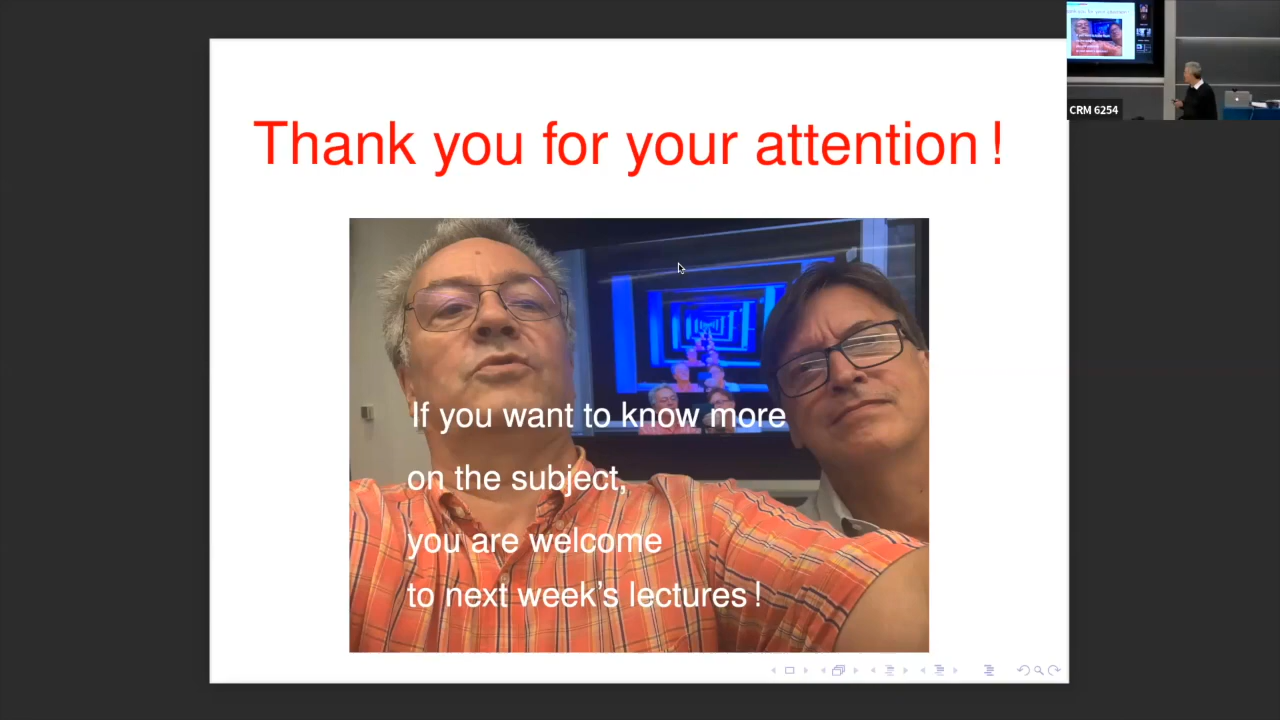 Thank you for your attention !
If you want to know more
on the subject,
you are welcome
to next week's lectures !
CRM 6254